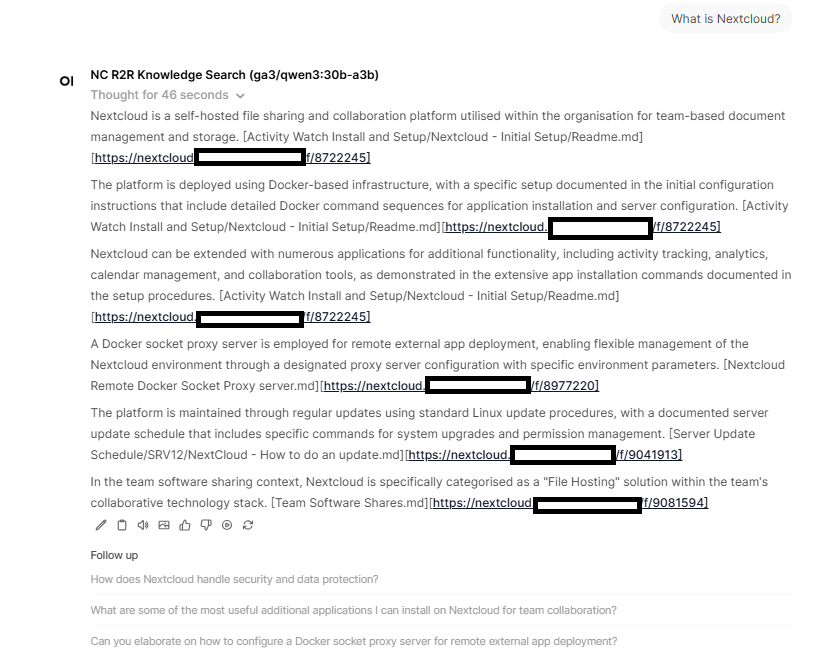 What is Nextcloud?
OI
NC R2R Knowledge Search (ga3/qwen3:30b-a3b)
Thought for 46 seconds
Nextcloud is a self-hosted file sharing and collaboration platform utilised within the organisation for team-based document
management and storage. [Activity Watch Install and Setup/Nextcloud - Initial Setup/Readme.md]
[https://nextcloud f/8722245]
The platform is deployed using Docker-based infrastructure, with a specific setup documented in the initial configuration
instructions that include detailed Docker command sequences for application installation and server configuration. [Activity
Watch Install and Setup/Nextcloud - Initial Setup/Readme.md][https://nextcloud. /f/8722245]
Nextcloud can be extended with numerous applications for additional functionality, including activity tracking, analytics,
calendar management, and collaboration tools, as demonstrated in the extensive app installation commands documented in
the setup procedures. [Activity Watch Install and Setup/Nextcloud - Initial Setup/Readme.md]
[https://nextcloud. f/8722245]
A Docker socket proxy server is employed for remote external app deployment, enabling flexible management of the
Nextcloud environment through a designated proxy server configuration with specific environment parameters. [Nextcloud
Remote Docker Socket Proxy server.md][https://nextcloud. /f/8977220]
The platform is maintained through regular updates using standard Linux update procedures, with a documented server
update schedule that includes specific commands for system upgrades and permission management. [Server Update
Schedule/SRV12/NextCloud - How to do an update.md][https://nextcloud. /f/9041913]
In the team software sharing context, Nextcloud is specifically categorised as a "File Hosting" solution within the team's
collaborative technology stack. [Team Software Shares.md][https://nextcloud f/9081594]
Follow up
How does Nextcloud handle security and data protection?
What are some of the most useful additional applications I can install on Nextcloud for team collaboration?
Can you elaborate on how to configure a Docker socket proxy server for remote external app deployment?